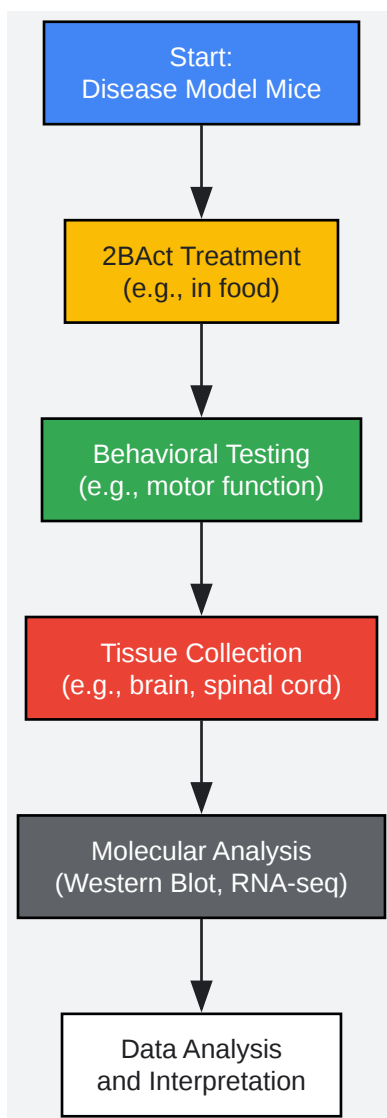 Start:
Disease Model Mice
2BAct Treatment
(e.g., in food)
Behavioral Testing
(e.g., motor function)
Tissue Collection
(e.g., brain, spinal cord)
Molecular Analysis
(Western Blot, RNA-seq)
Data Analysis
and Interpretation